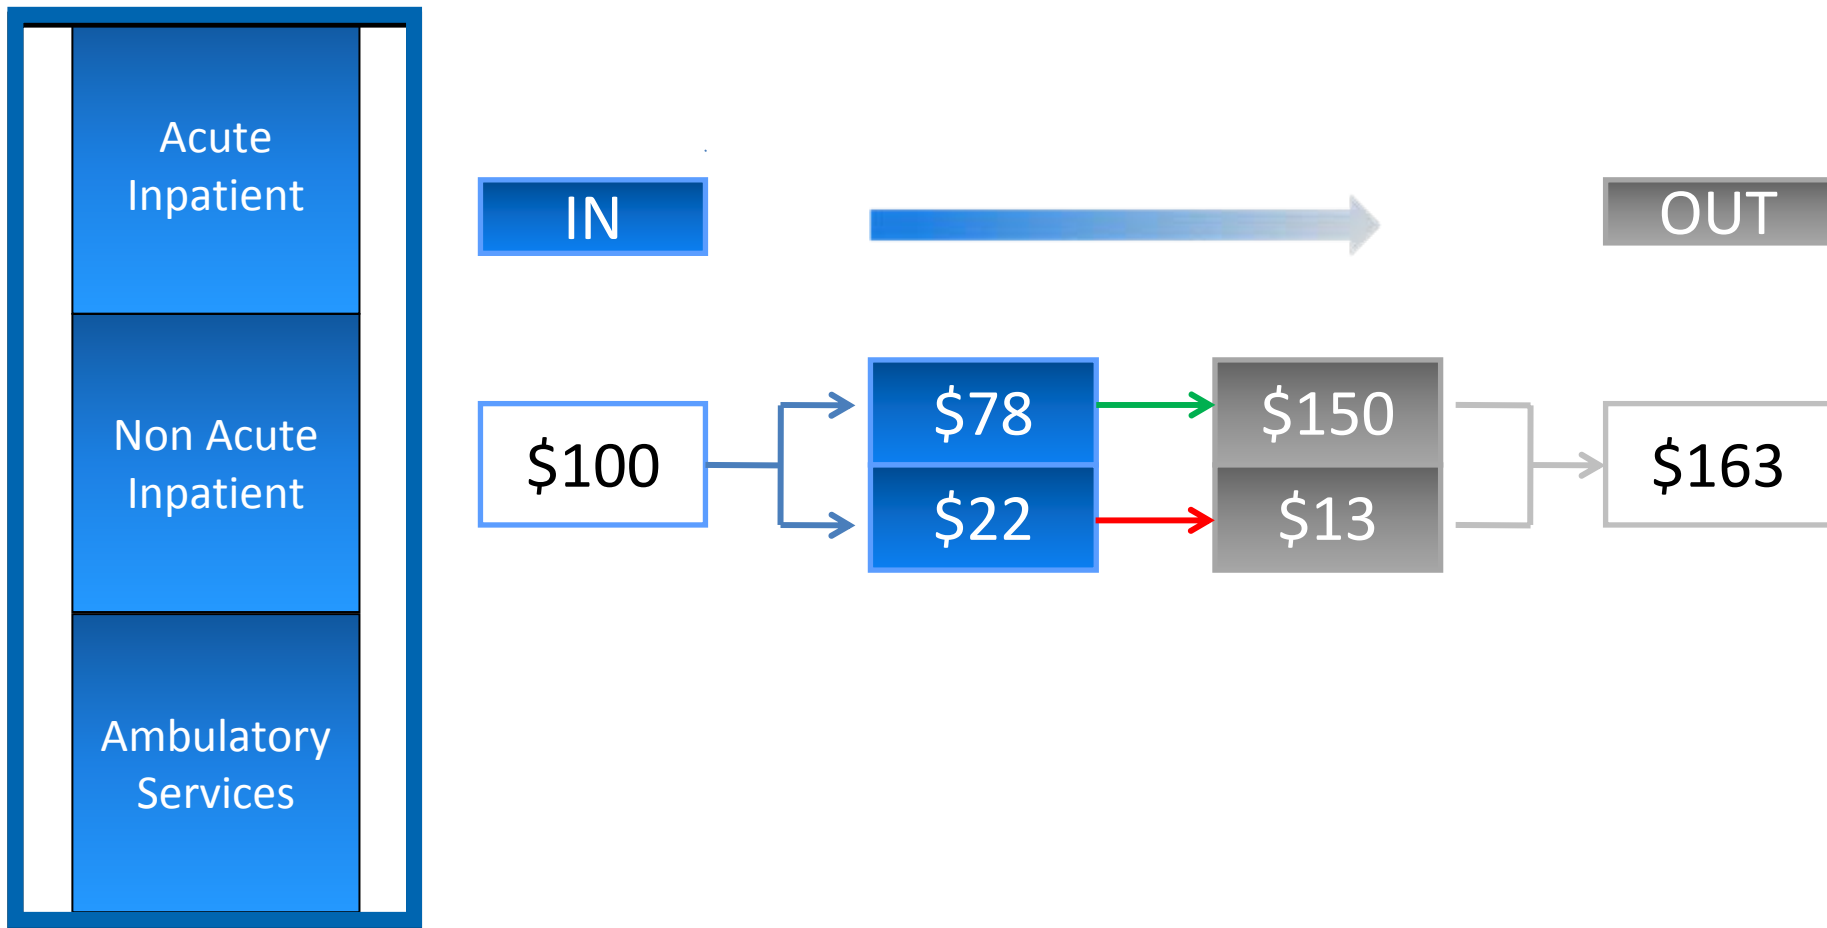 Acute
Inpatient
Non Acute
Inpatient
Ambulatory
Services
IN
OUT
$100
$78
$150
$22
$13
$163